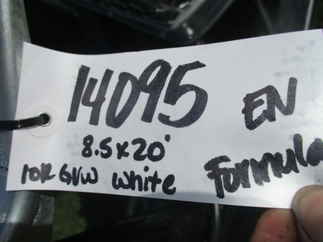 14095 EN
8.5x20'
10K GVW White Formula